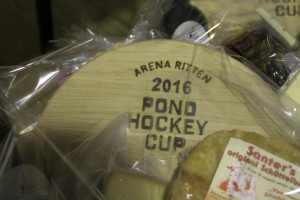 ARENA RITTEN
2016
POND
HOCKEY
CUP
Santer's
original